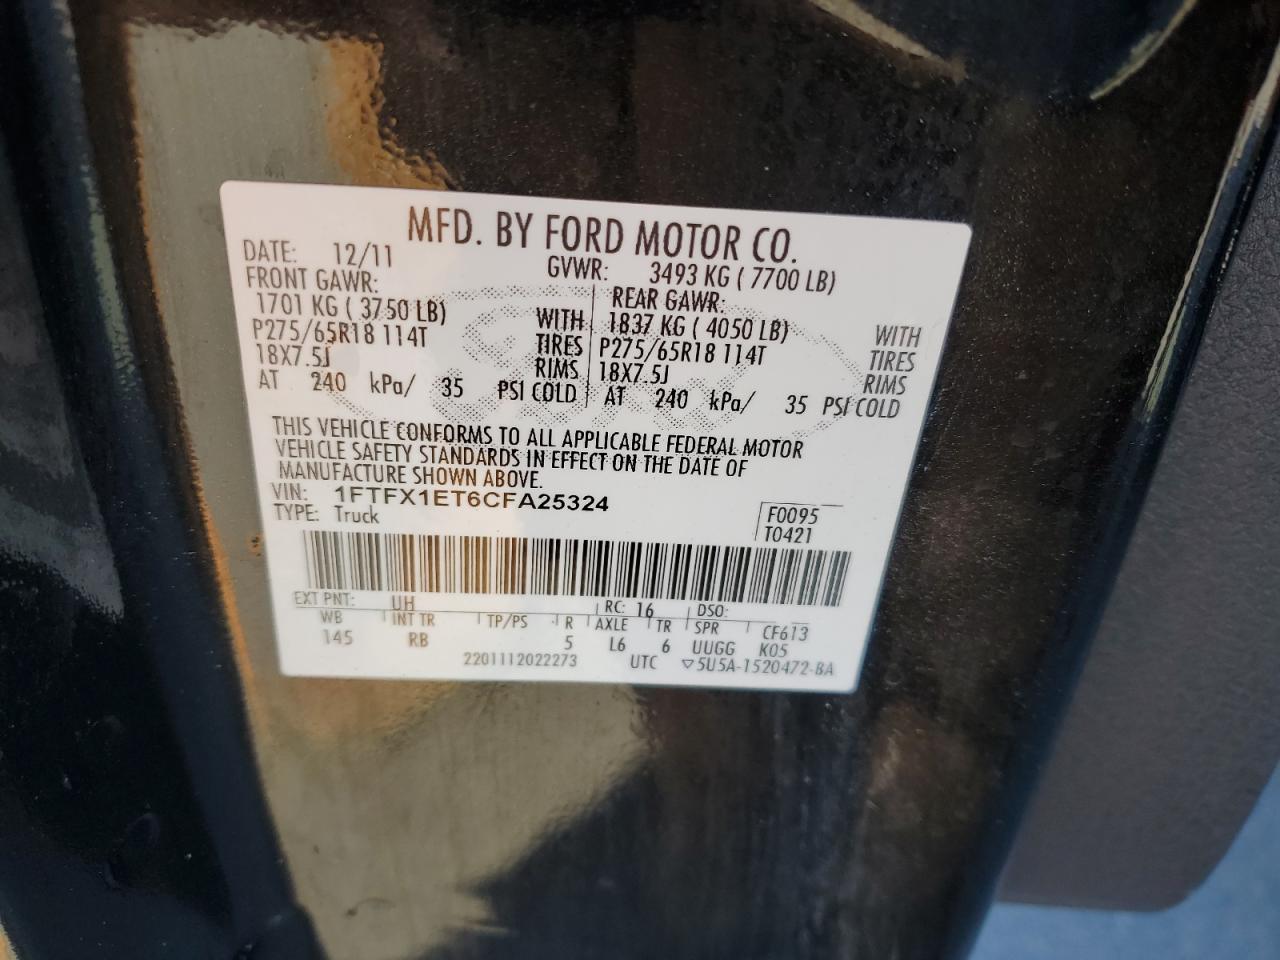 MFD. BY FORD MOTOR CO.
DATE: 12/11 GVWR: 3493 KG ( 7700 LB)
FRONT GAWR: REAR GAWR:
1701 KG ( 3750 LB) WITH 1837 KG ( 4050 LB) WITH
P275/65R18 114T TIRES P275/65R18 114T TIRES
18X7.5J RIMS 18X7.5J RIMS
AT 240 kPa/ 35 PSI COLD AT 240 kPa/ 35 PSI COLD
THIS VEHICLE CONFORMS TO ALL APPLICABLE FEDERAL MOTOR
VEHICLE SAFETY STANDARDS IN EFFECT ON THE DATE OF
MANUFACTURE SHOWN ABOVE.
VIN: 1FTFX1ET6CFA25324 F0095
TYPE: Truck T0421
EXT PNT: UH RC: 16 DSO:
WB INT TR TP/PS R AXLE TR SPR CF613
145 RB 5 L6 6 UUGG K05
2201112022273 UTC ▽5U5A-1520472-BA